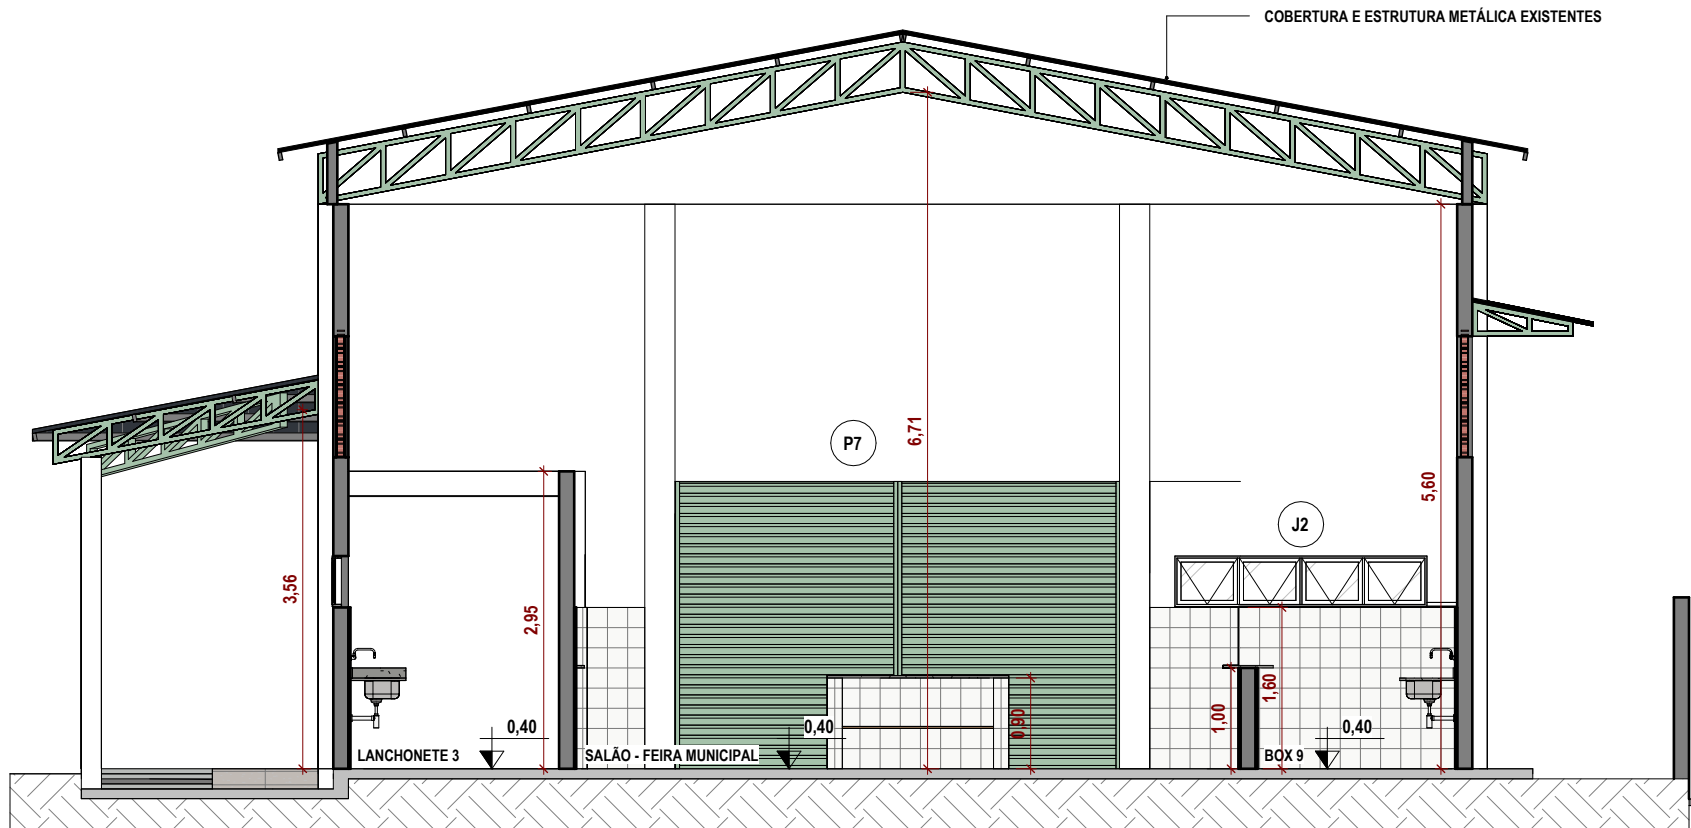 COBERTURA E ESTRUTURA METÁLICA EXISTENTES
P7
6,71
5,60
J2
3,56
2,95
1,60
1,00
0,90
0,40
0,40
0,40
LANCHONETE 3
SALÃO - FEIRA MUNICIPAL
BOX 9